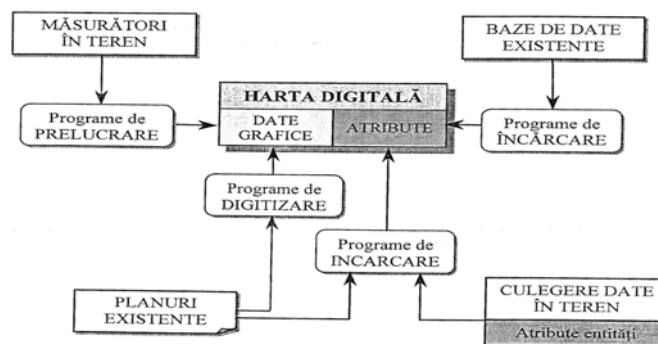 MĂSURĂTORI
ÎN TEREN
BAZE DE DATE
EXISTENTE
HARTA DIGITALĂ
Programe de
PRELUCRARE
DATE
GRAFICE
ATRIBUTE
Programe de
ÎNCĂRCARE
Programe de
DIGITIZARE
Programe de
INCARCARE
PLANURI
EXISTENTE
CULEGERE DATE
ÎN TEREN
Atribute entităţi